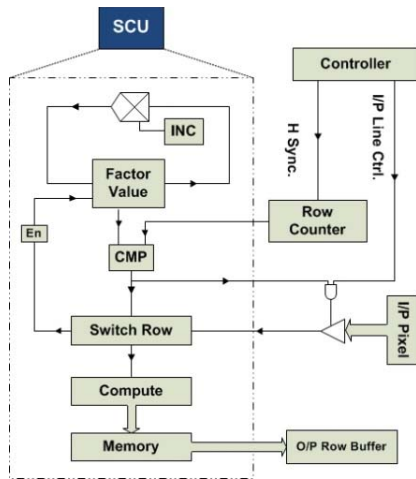 SCU
Controller
INC
H Sync.
I/P Line Ctrl.
Factor
Value
Row
Counter
En
CMP
Switch Row
I/P Pixel
Compute
Memory
O/P Row Buffer